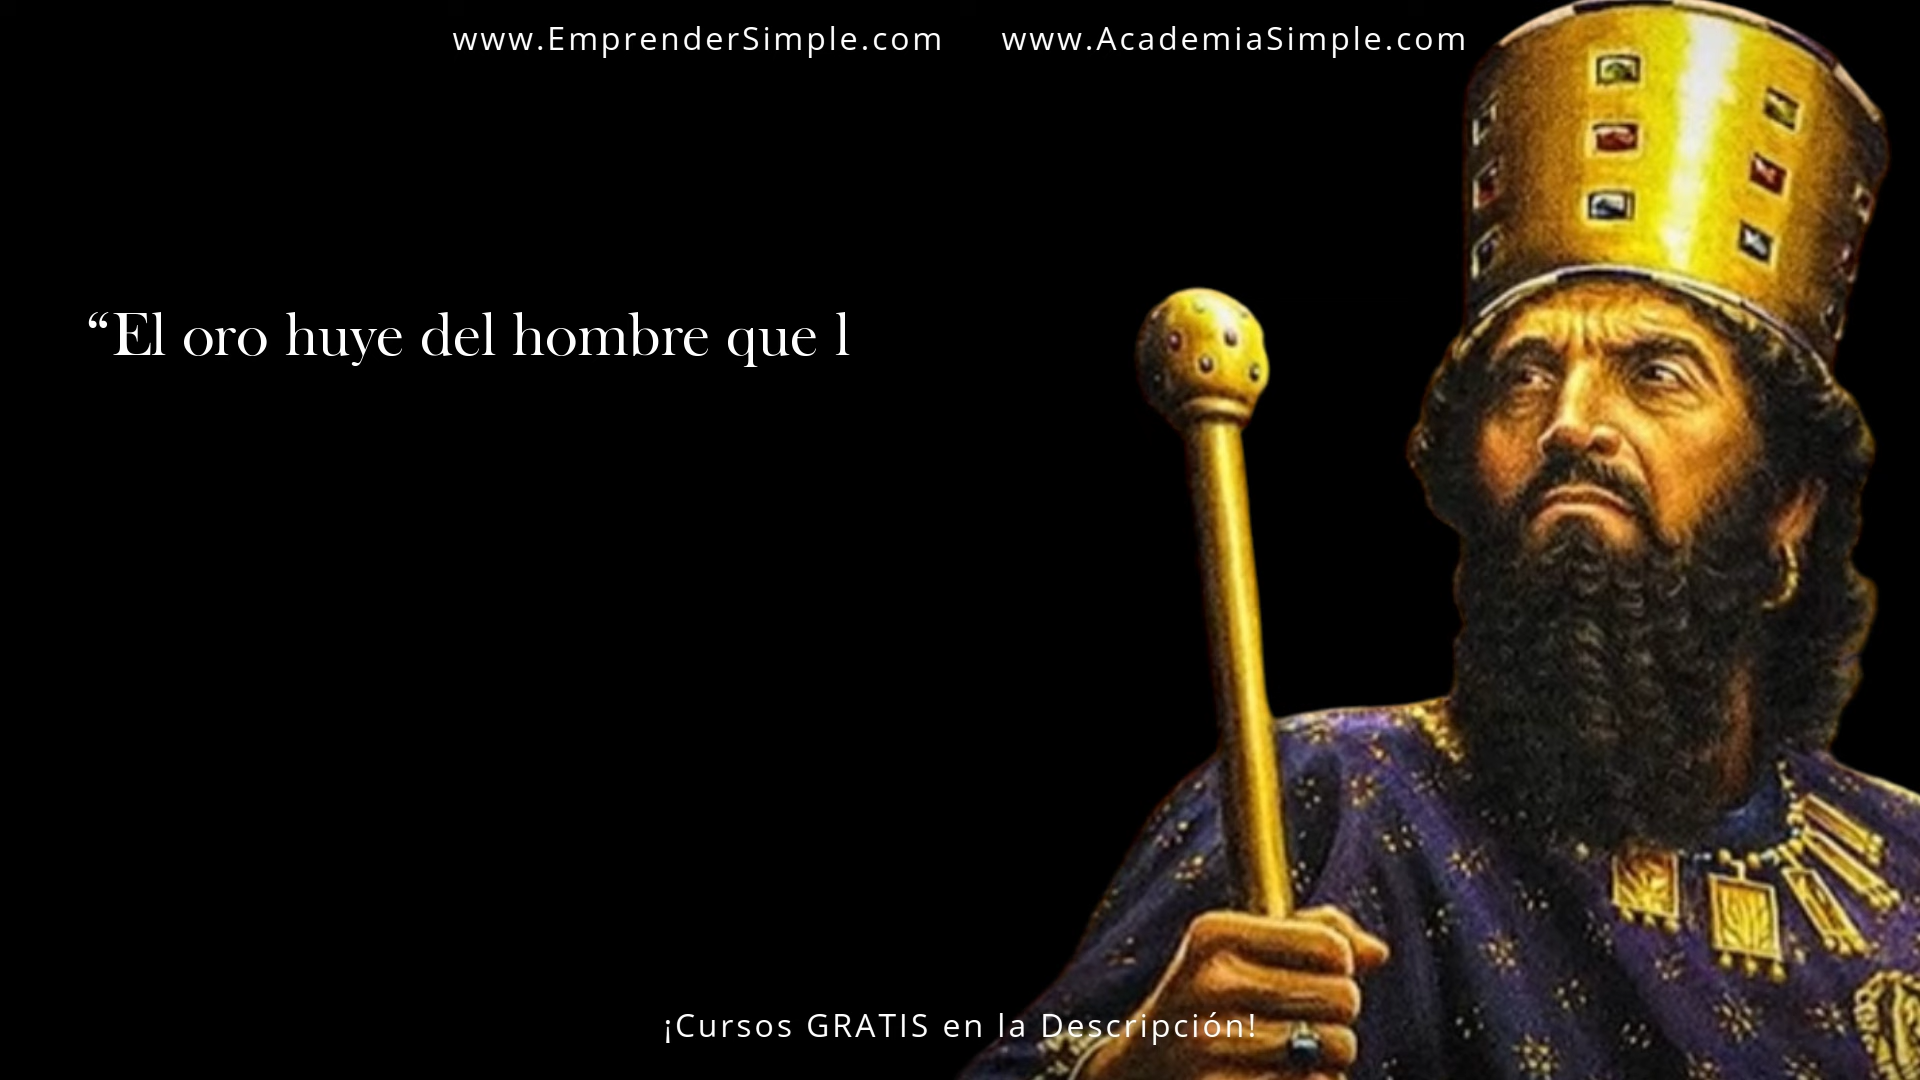 www.EmprenderSimple.com www.AcademiaSimple.com
“El oro huye del hombre que l
¡Cursos GRATIS en la Descripción!